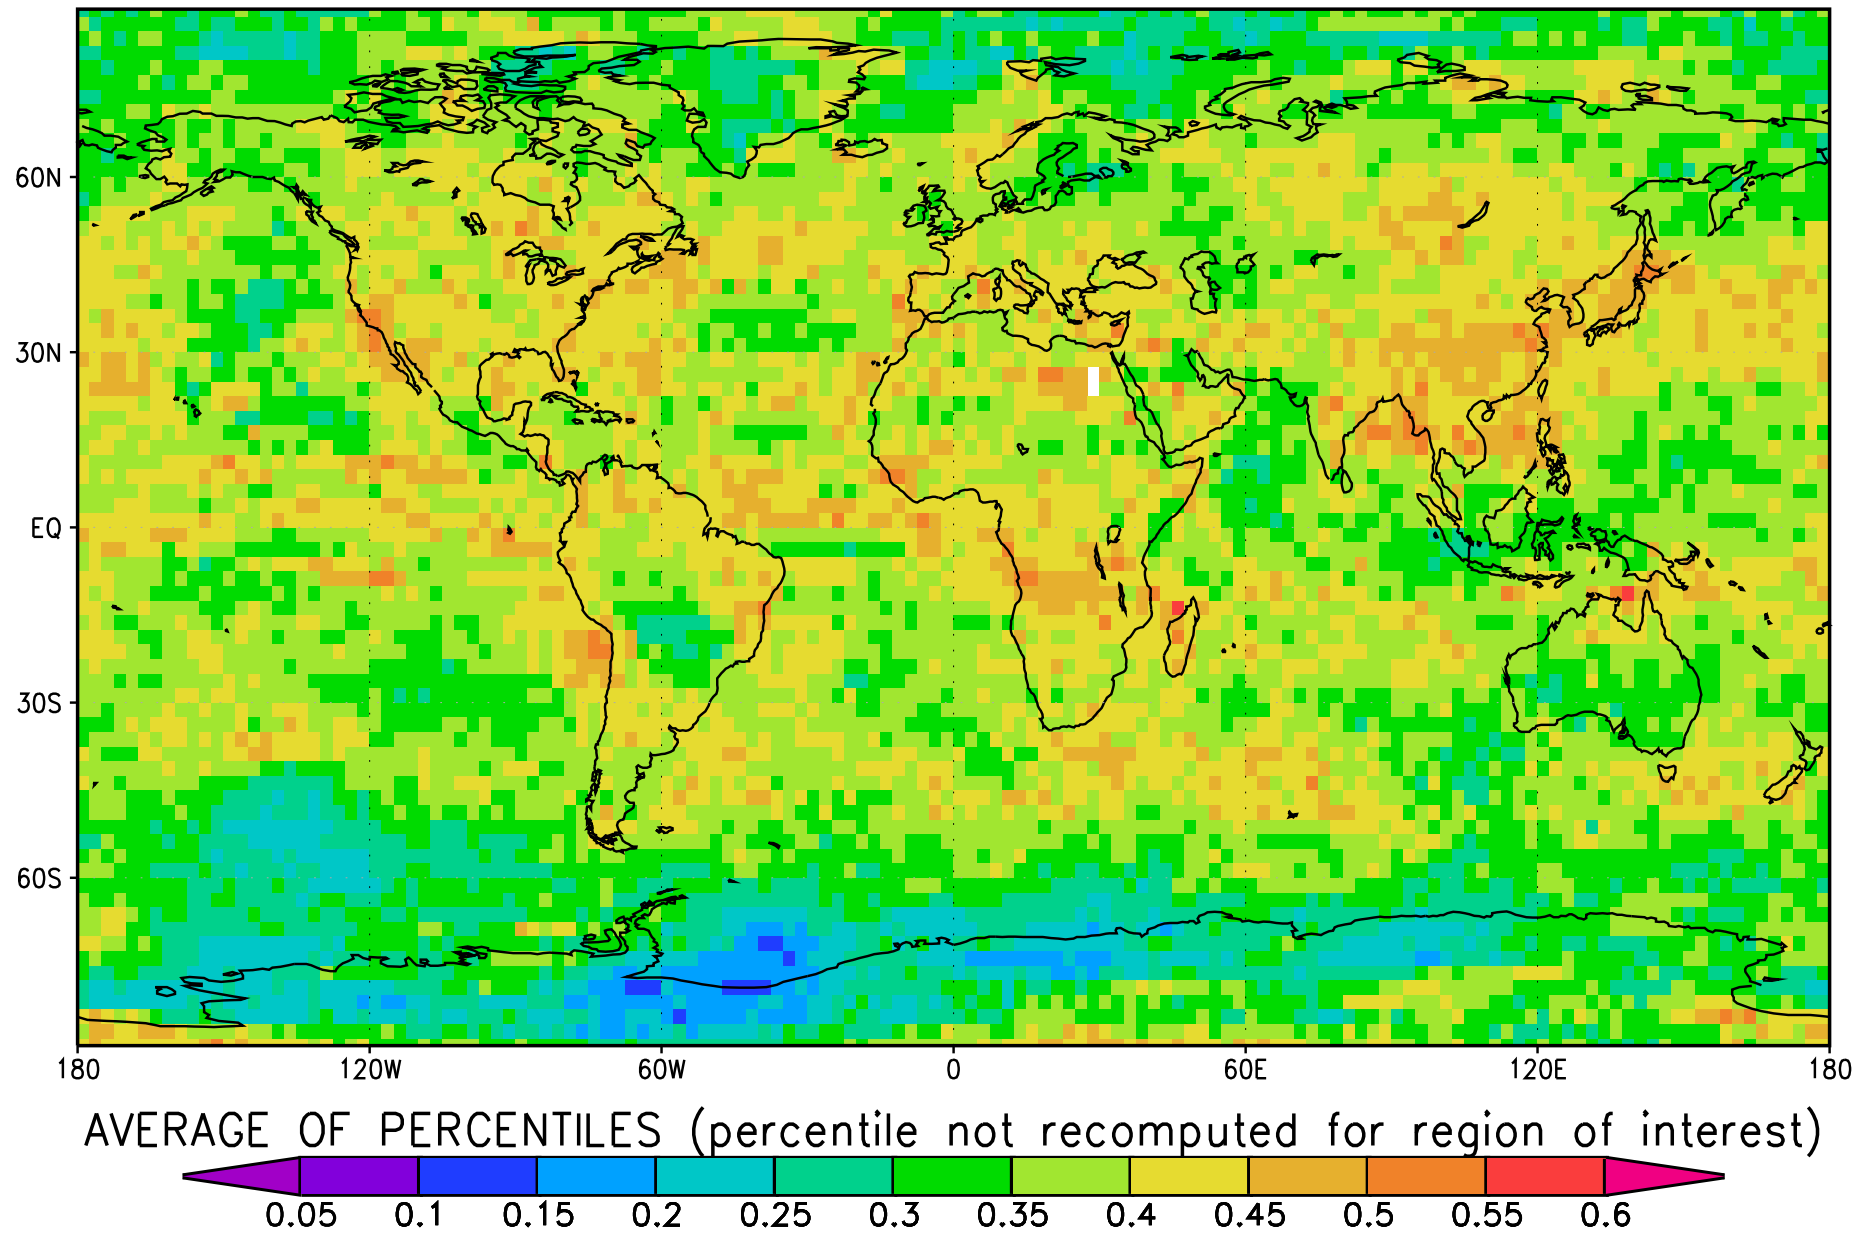 60N
30N
EQ
30S
60S
180 120W 60W 0 60E 120E 180
AVERAGE OF PERCENTILES (percentile not recomputed for region of interest)
0.05 0.1 0.15 0.2 0.25 0.3 0.35 0.4 0.45 0.5 0.55 0.6